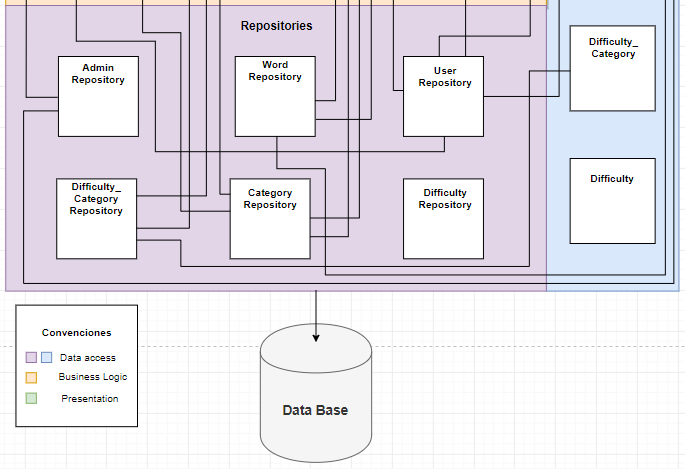 Repositories
Admin
Repository
Word
Repository
User
Repository
Difficulty_
Category
Difficulty_
Category
Repository
Category
Repository
Difficulty
Repository
Difficulty
Convenciones
Data access
Business Logic
Presentation
Data Base